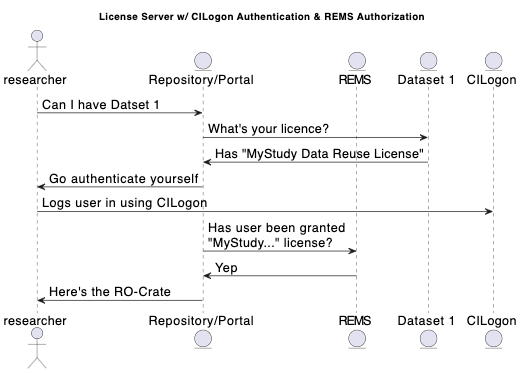 License Server w/ CILogon Authentication & REMS Authorization
researcher
Repository/Portal
REMS
Dataset 1
CILogon
Can I have Datset 1
What's your licence?
Has "MyStudy Data Reuse License"
Go authenticate yourself
Logs user in using CILogon
Has user been granted
"MyStudy..." license?
Yep
Here's the RO-Crate
researcher
Repository/Portal
REMS
Dataset 1
CILogon